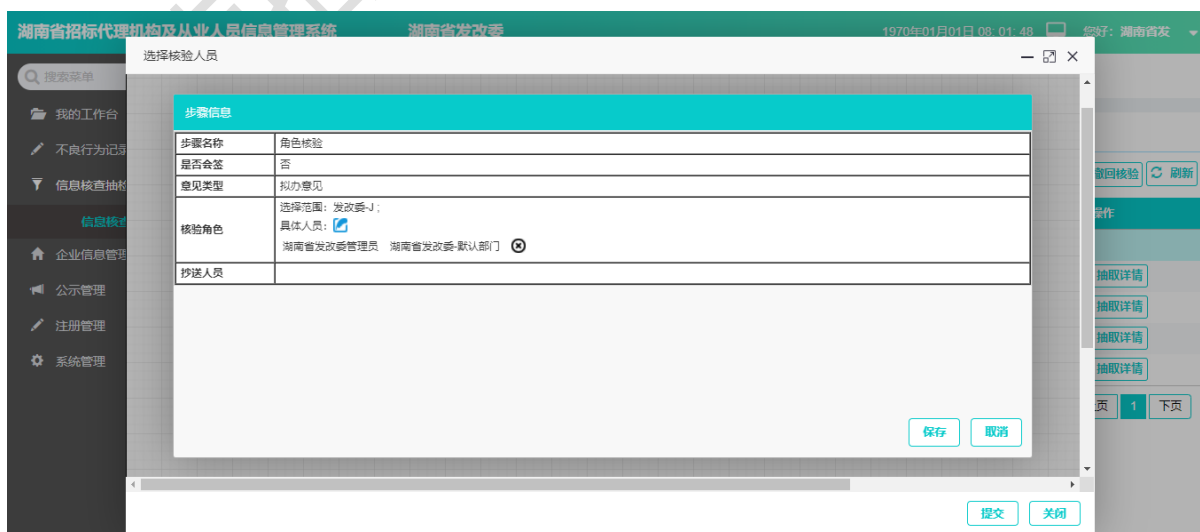 湖南省招标代理机构及从业人员信息管理系统 湖南省发改委 1970年01月01日 08: 01: 48 您好：湖南省发
选择核验人员
搜索菜单
我的工作台
不良行为记录
信息核查抽检
信息核查
企业信息管理
公示管理
注册管理
系统管理
步骤信息
步骤名称 角色核验
是否会签 否
意见类型 拟办意见
核验角色
选择范围：发改委-J ;
具体人员：
湖南省发改委管理员 湖南省发改委-默认部门
抄送人员
保存 取消
提交 关闭
撤回核验 刷新
操作
抽取详情
抽取详情
抽取详情
抽取详情
页 1 下页